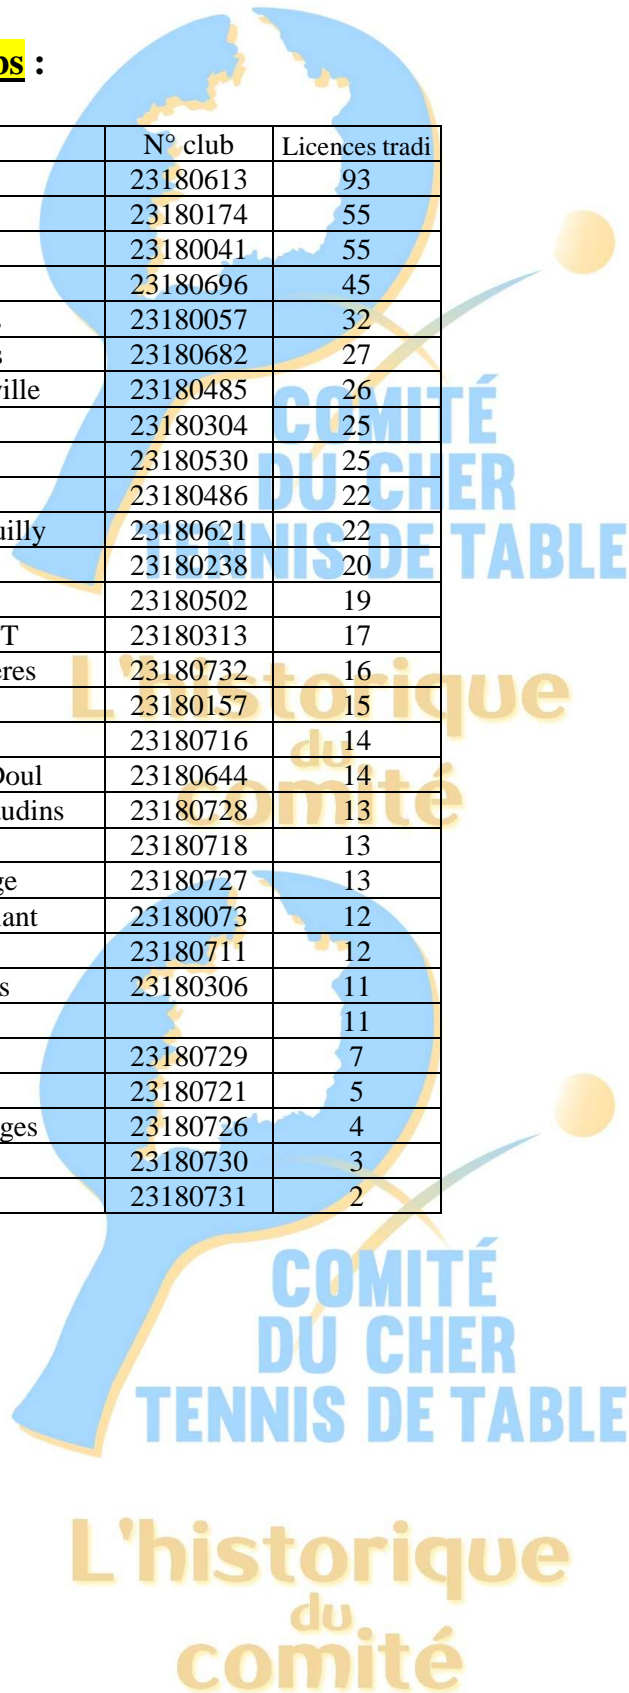 bs :
N° club Licences tradi
23180613 93
23180174 55
23180041 55
23180696 45
s 23180057 32
s 23180682 27
ville 23180485 26
23180304 25
23180530 25
23180486 22
uilly 23180621 22
23180238 20
23180502 19
T 23180313 17
ères 23180732 16
23180157 15
23180716 14
Doul 23180644 14
audins 23180728 13
23180718 13
ge 23180727 13
lant 23180073 12
23180711 12
s 23180306 11
11
23180729 7
23180721 5
ges 23180726 4
23180730 3
23180731 2
COMITÉ
DU CHER
TENNIS DE TABLE
L'historique
du
comité
COMITÉ
DU CHER
TENNIS DE TABLE
L'historique
du
comité